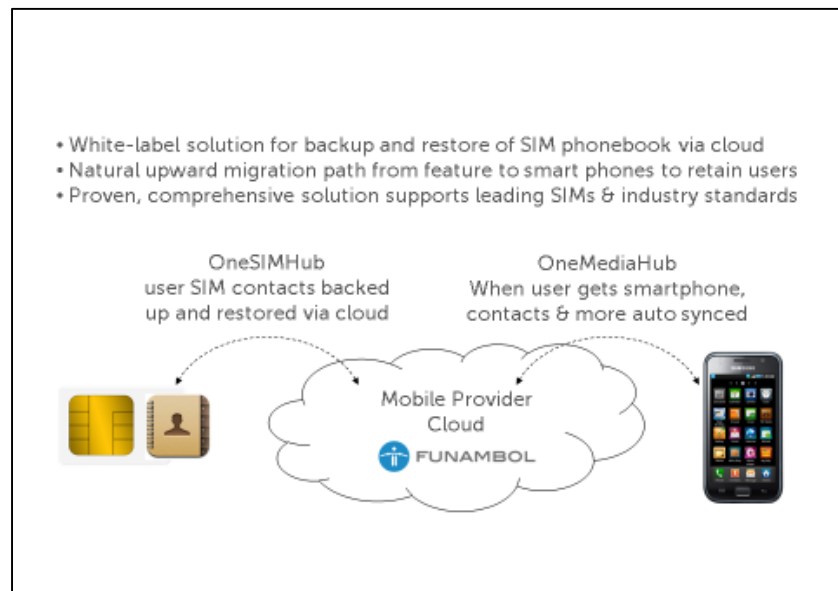 • White-label solution for backup and restore of SIM phonebook via cloud
• Natural upward migration path from feature to smart phones to retain users
• Proven, comprehensive solution supports leading SIMs & industry standards
OneSIMHub
user SIM contacts backed
up and restored via cloud
OneMediaHub
When user gets smartphone,
contacts & more auto synced
Mobile Provider
Cloud
FUNAMBOL
SAMSUNG